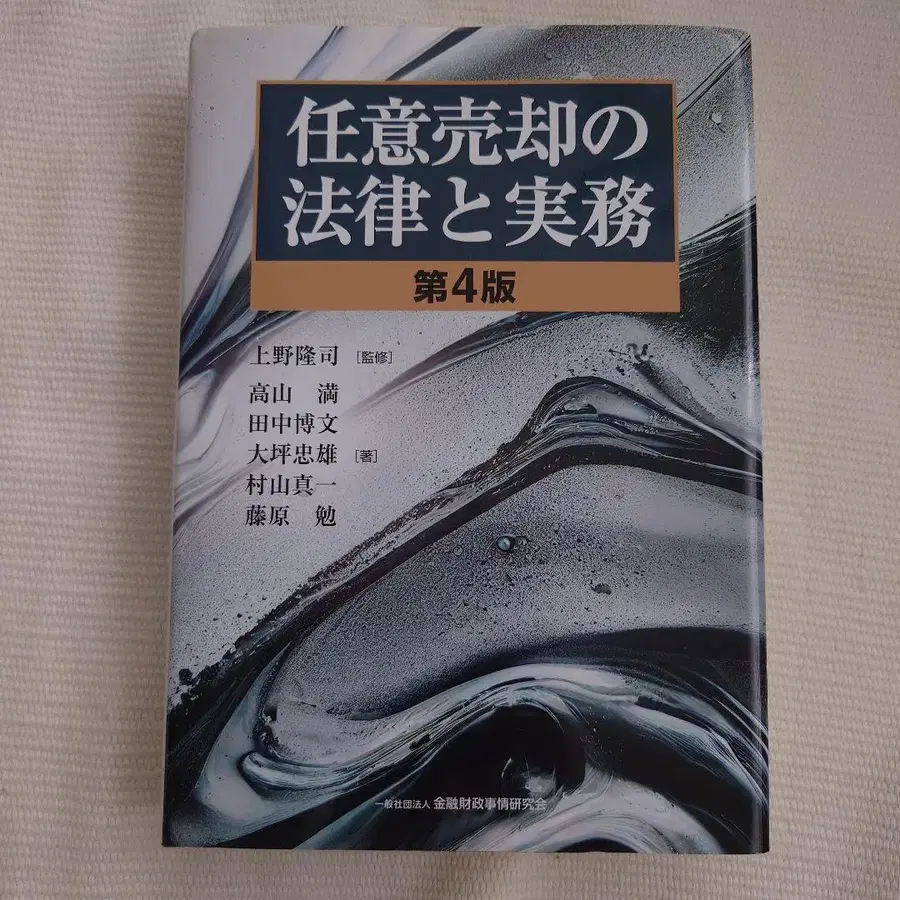 任意売却の
法律と実務
第4版
上野隆司 [監修]
高山 満
田中博文
大坪忠雄 [著]
村山真一
藤原 勉
一般社団法人 金融財政事情研究会